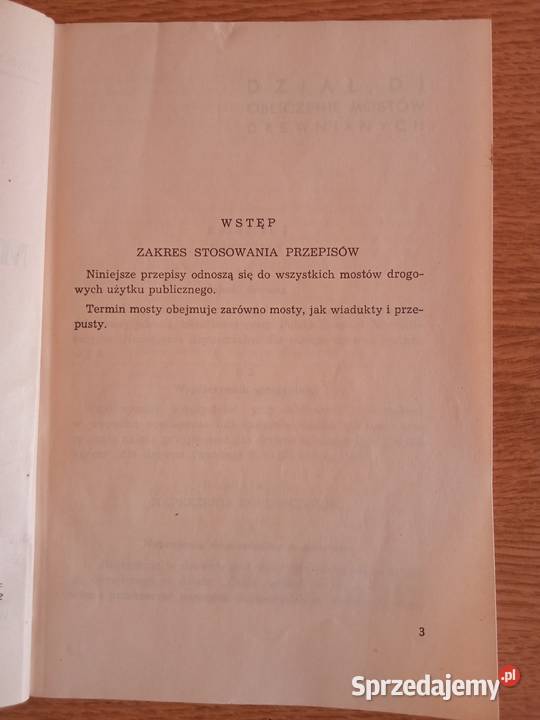 WSTĘP
ZAKRES STOSOWANIA PRZEPISÓW
Niniejsze przepisy odnoszą się do wszystkich mostów drogo-
wych użytku publicznego.
Termin mosty obejmuje zarówno mosty, jak wiadukty i prze-
pusty.
3
Sprzedajemy.pl